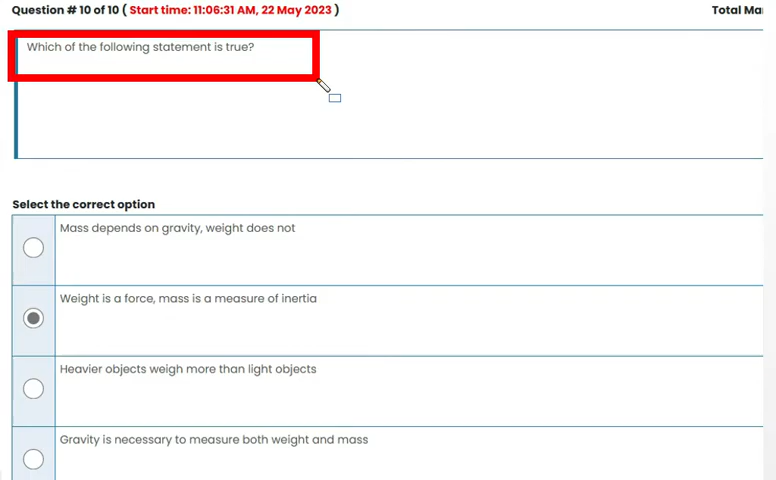 Question # 10 of 10 ( Start time: 11:06:31 AM, 22 May 2023 ) Total
Which of the following statement is true?
Select the correct option
Mass depends on gravity, weight does not
Weight is a force, mass is a measure of inertia
Heavier objects weigh more than light objects
Gravity is necessary to measure both weight and mass